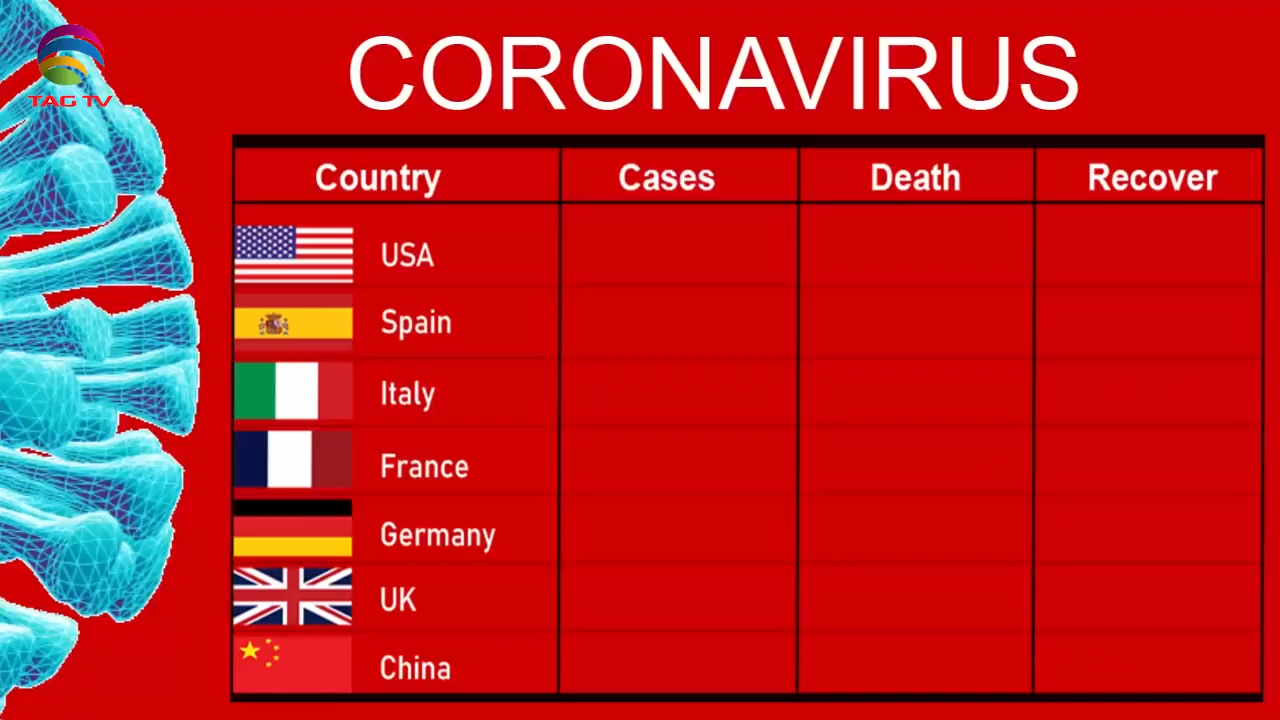 TAG TV
CORONAVIRUS
Country Cases Death Recover
USA
Spain
Italy
France
Germany
UK
China